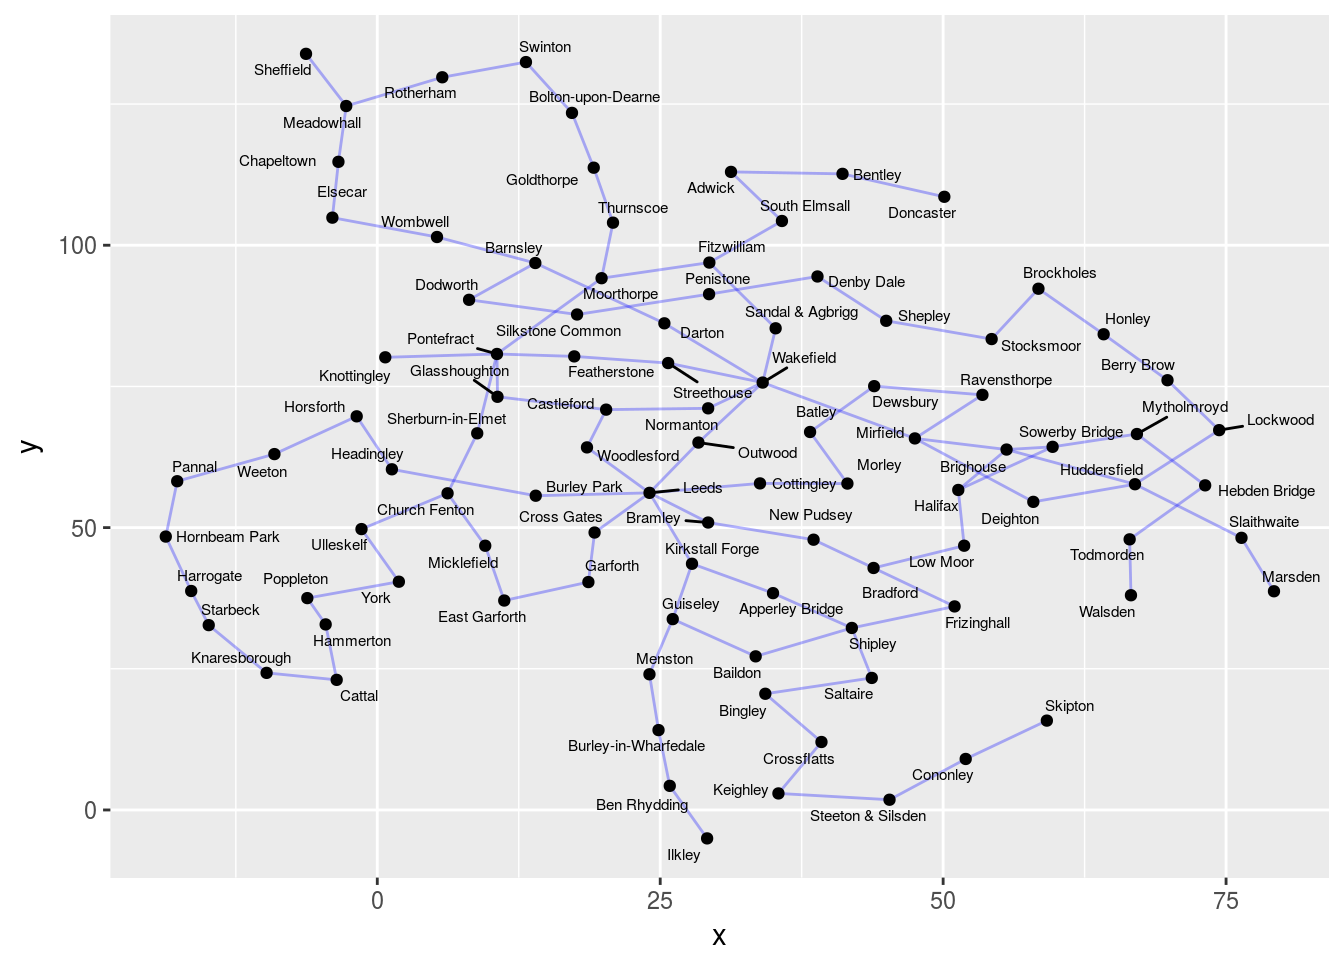 Swinton
Sheffield
Rotherham
Bolton-upon-Dearne
Meadowhall
Chapeltown
Goldthorpe
Elsecar
Adwick
Bentley
Thurnscoe
South Elmsall
Doncaster
Wombwell
100
Barnsley
Fitzwilliam
Brockholes
Dodworth
Moorthorpe
Penistone
Denby Dale
Silkstone Common
Sandal & Agbrigg
Shepley
Honley
Pontefract
Darton
Stocksmoor
Knottingley
Glasshoughton
Featherstone
Wakefield
Berry Brow
Streethouse
Ravensthorpe
Horsforth
Sherburn-in-Elmet
Castleford
Normanton
Batley
Dewsbury
Mytholmroyd
Lockwood
Mirfield
Sowerby Bridge
Headingley
Woodlesford
Outwood
Morley
Brighouse
Huddersfield
Pannal
Weeton
Burley Park
Leeds
Cottingley
Hebden Bridge
Church Fenton
Cross Gates
Bramley
New Pudsey
Halifax
Deighton
Slaithwaite
50
Hornbeam Park
Ulleskelf
Micklefield
Kirkstall Forge
Low Moor
Todmorden
Harrogate
Poppleton
York
Garforth
Bradford
Marsden
Starbeck
East Garforth
Guiseley
Apperley Bridge
Frizinghall
Walsden
Hammerton
Shipley
Knaresborough
Cattal
Menston
Baildon
Saltaire
Bingley
Skipton
Burley-in-Wharfedale
Crossflatts
Cononley
Ben Rhydding
Keighley
Steeton & Silsden
0
Ilkley
0
25
50
75
x
y